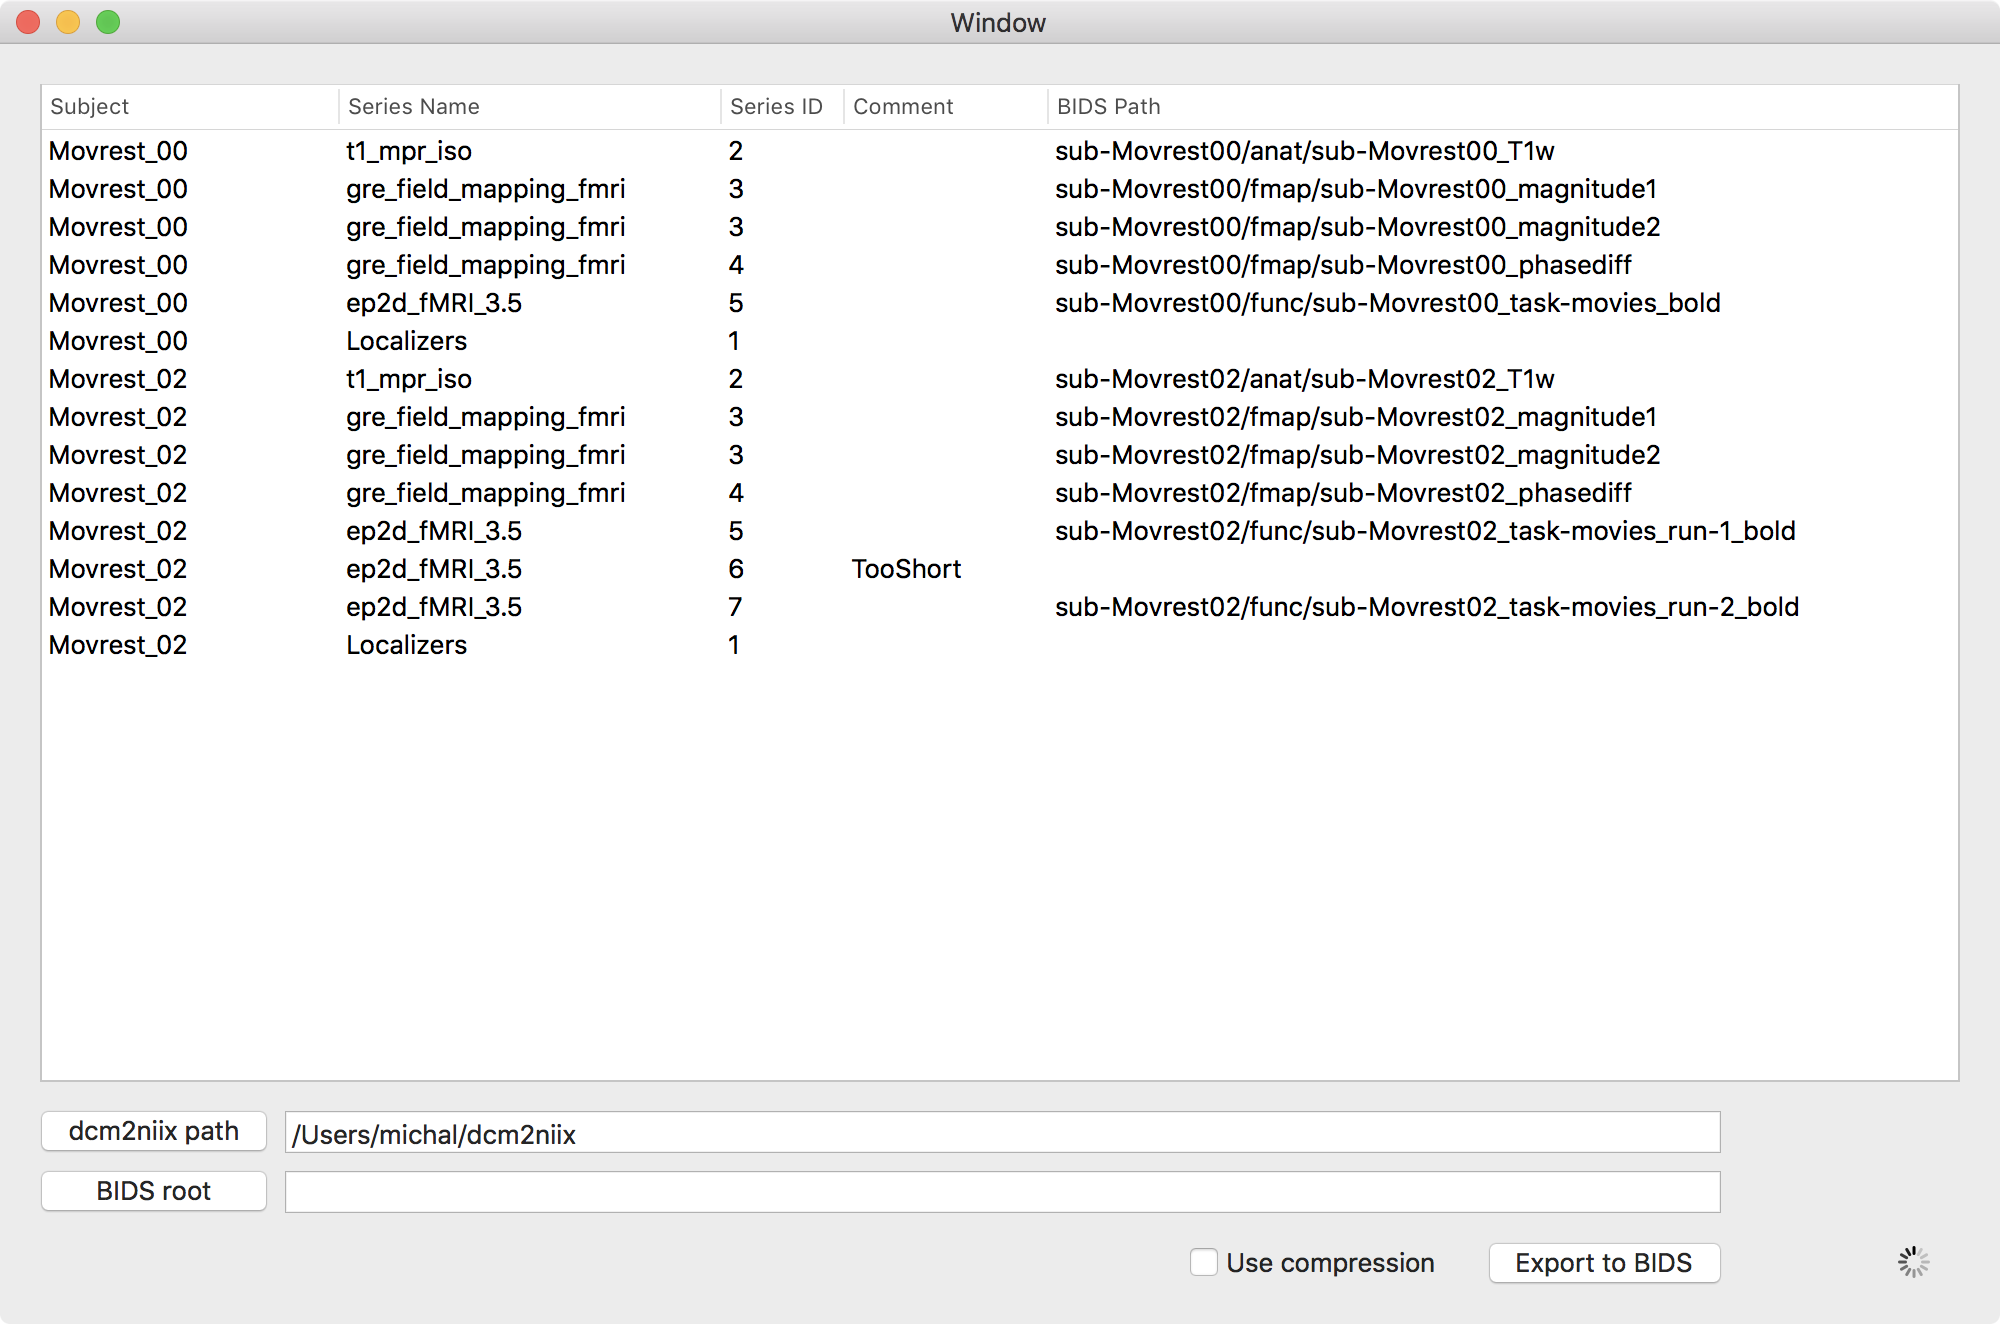 Window
Subject Series Name Series ID Comment BIDS Path
Movrest_00 t1_mpr_iso 2 sub-Movrest00/anat/sub-Movrest00_T1w
Movrest_00 gre_field_mapping_fmri 3 sub-Movrest00/fmap/sub-Movrest00_magnitude1
Movrest_00 gre_field_mapping_fmri 3 sub-Movrest00/fmap/sub-Movrest00_magnitude2
Movrest_00 gre_field_mapping_fmri 4 sub-Movrest00/fmap/sub-Movrest00_phasediff
Movrest_00 ep2d_fMRI_3.5 5 sub-Movrest00/func/sub-Movrest00_task-movies_bold
Movrest_00 Localizers 1
Movrest_02 t1_mpr_iso 2 sub-Movrest02/anat/sub-Movrest02_T1w
Movrest_02 gre_field_mapping_fmri 3 sub-Movrest02/fmap/sub-Movrest02_magnitude1
Movrest_02 gre_field_mapping_fmri 3 sub-Movrest02/fmap/sub-Movrest02_magnitude2
Movrest_02 gre_field_mapping_fmri 4 sub-Movrest02/fmap/sub-Movrest02_phasediff
Movrest_02 ep2d_fMRI_3.5 5 sub-Movrest02/func/sub-Movrest02_task-movies_run-1_bold
Movrest_02 ep2d_fMRI_3.5 6 TooShort
Movrest_02 ep2d_fMRI_3.5 7 sub-Movrest02/func/sub-Movrest02_task-movies_run-2_bold
Movrest_02 Localizers 1
dcm2niix path /Users/michal/dcm2niix
BIDS root
Use compression Export to BIDS